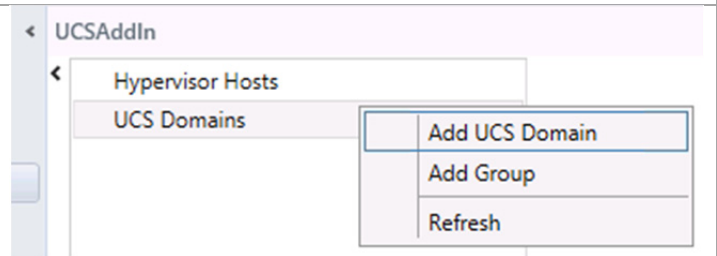 UCSAddIn
Hypervisor Hosts
UCS Domains
Add UCS Domain
Add Group
Refresh